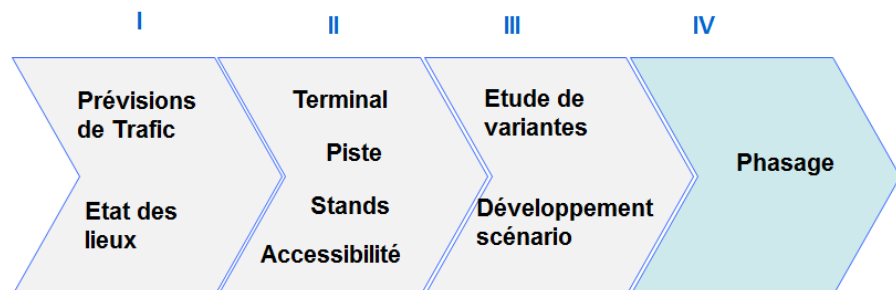 I
II
III
IV
Prévisions
de Trafic
Etat des
lieux
Terminal
Piste
Stands
Accessibilité
Etude de
variantes
Développement
scénario
Phasage